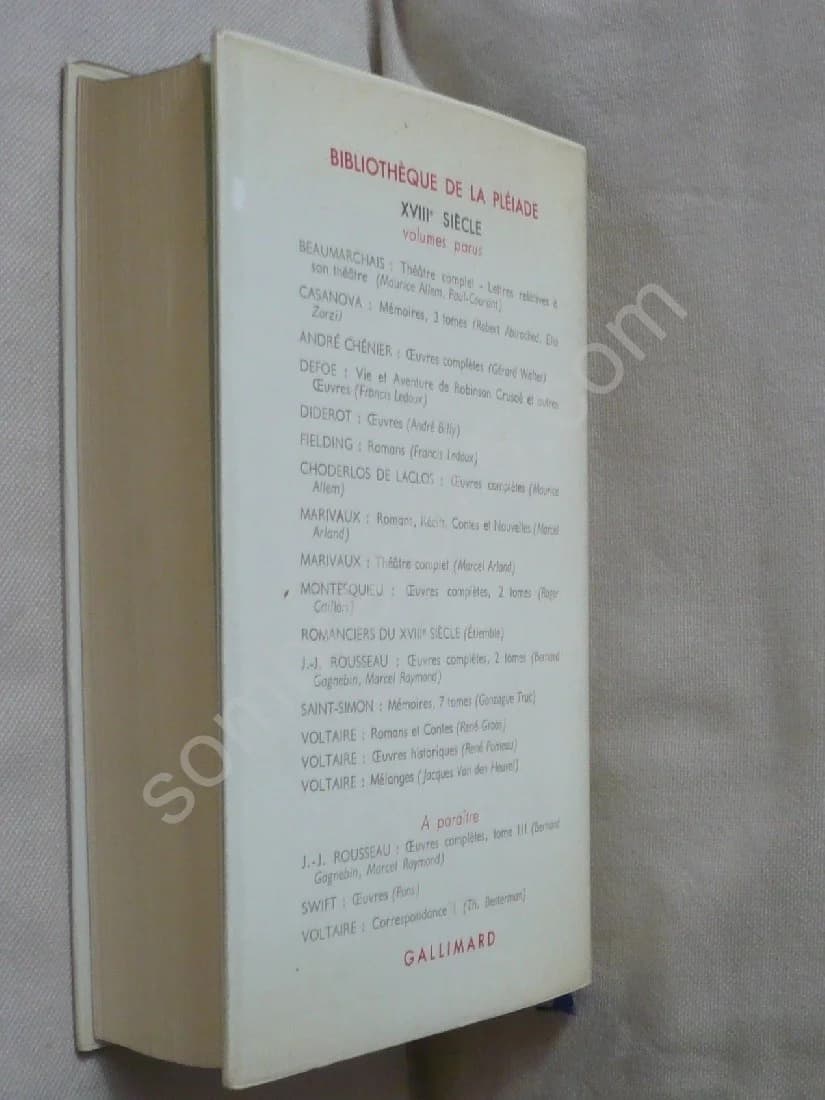 BIBLIOTHÈQUE DE LA PLÉIADE
XVIIIe SIÈCLE
volumes parus
BEAUMARCHAIS : Théâtre complet - Lettres relatives à
son théâtre (Maurice Allem, Paul-Courant)
CASANOVA : Mémoires, 3 tomes (Robert Abirached, Elio
Zorzi)
ANDRÉ CHÉNIER : Œuvres complètes (Gérard Walter)
DEFOE : Vie et Aventure de Robinson Crusoë et autres
Œuvres (Francis Ledoux)
DIDEROT : Œuvres (André Billy)
FIELDING : Romans (Francis Ledoux)
CHODERLOS DE LACLOS : Œuvres complètes (Maurice
Allem)
MARIVAUX : Romans, Récits, Contes et Nouvelles (Marcel
Arland)
MARIVAUX : Théâtre complet (Marcel Arland)
MONTESQUIEU : Œuvres complètes, 2 tomes (Roger
Caillois)
ROMANCIERS DU XVIIIe SIÈCLE (Étiemble)
J.-J. ROUSSEAU : Œuvres complètes, 2 tomes (Bernard
Gagnebin, Marcel Raymond)
SAINT-SIMON : Mémoires, 7 tomes (Gonzague Truc)
VOLTAIRE : Romans et Contes (René Groos)
VOLTAIRE : Œuvres historiques (René Pomeau)
VOLTAIRE : Mélanges (Jacques Van den Heuvel)
A paraître
J.-J. ROUSSEAU : Œuvres complètes, tome III (Bernard
Gagnebin, Marcel Raymond)
SWIFT : Œuvres (Pons)
VOLTAIRE : Correspondance I (Th. Besterman)
GALLIMARD